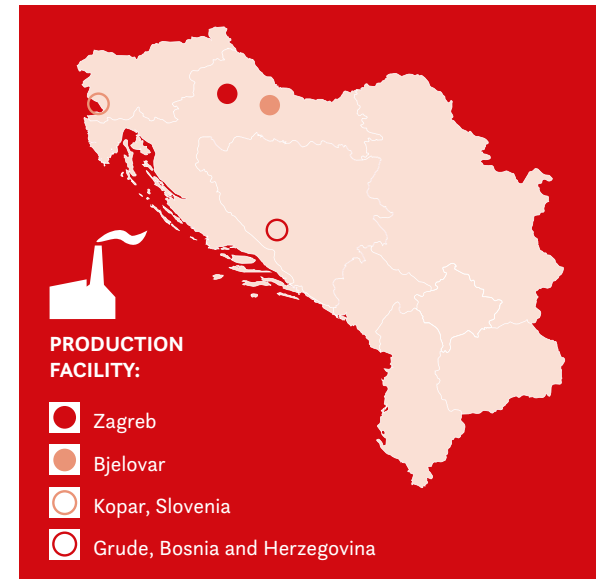 PRODUCTION
FACILITY:
Zagreb
Bjelovar
Kopar, Slovenia
Grude, Bosnia and Herzegovina